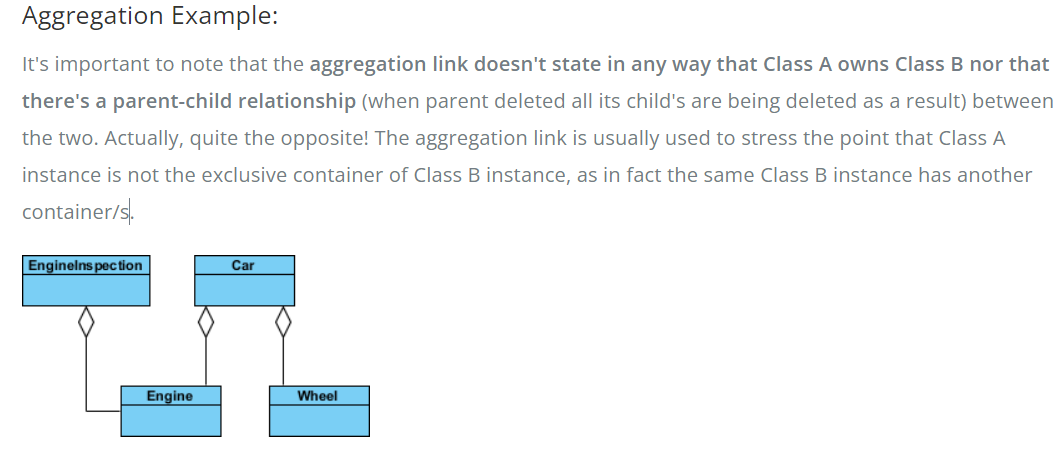 Aggregation Example:
It's important to note that the aggregation link doesn't state in any way that Class A owns Class B nor that
there's a parent-child relationship (when parent deleted all its child's are being deleted as a result) between
the two. Actually, quite the opposite! The aggregation link is usually used to stress the point that Class A
instance is not the exclusive container of Class B instance, as in fact the same Class B instance has another
container/s.
EngineInspection
Car
Engine
Wheel